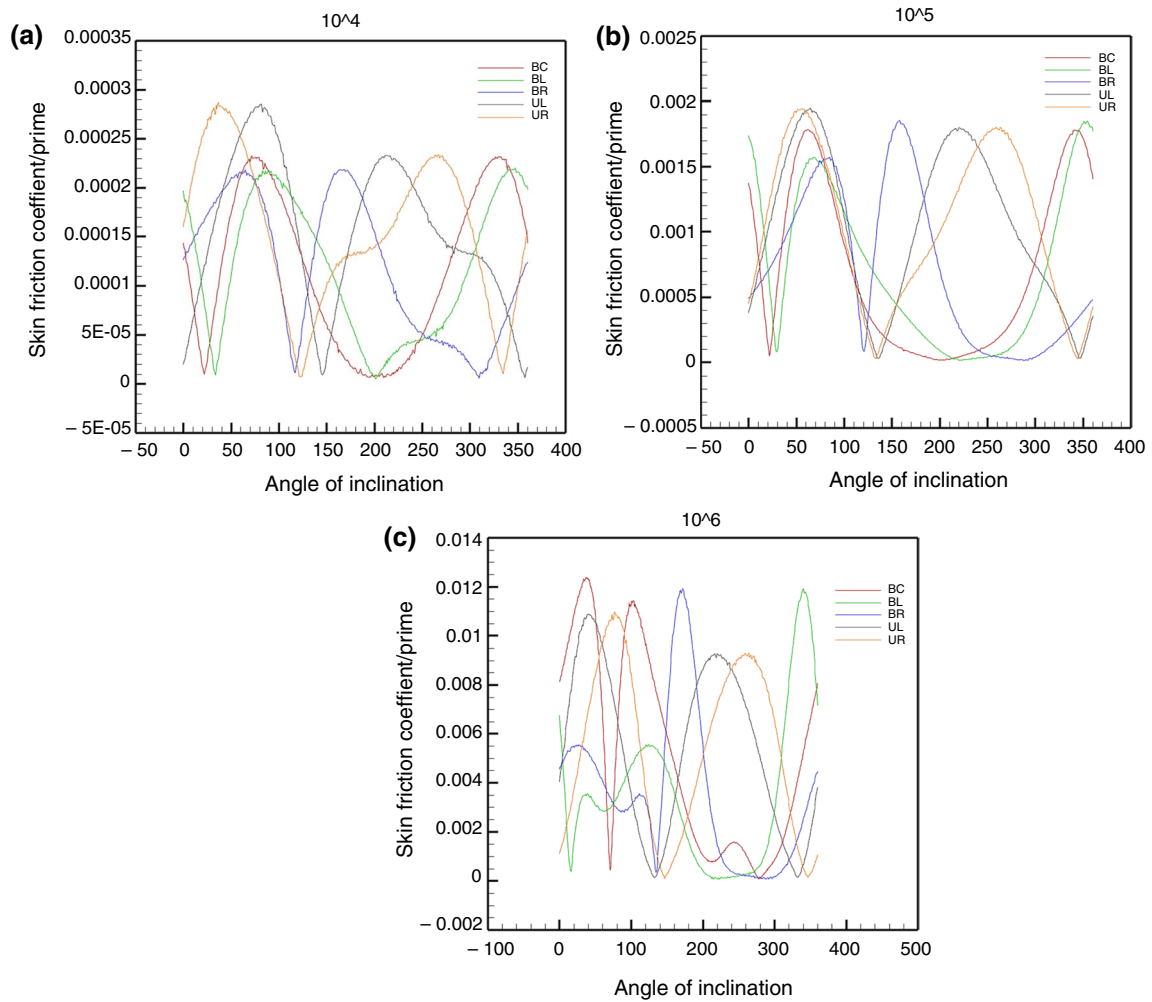 (a)
10^4
0.00035
0.0003
0.00025
0.0002
0.00015
0.0001
5E-05
0
– 5E-05
Skin friction coeffient/prime
BC
BL
BR
UL
UR
– 50 0 50 100 150 200 250 300 350 400
Angle of inclination
(b)
10^5
0.0025
0.002
0.0015
0.001
0.0005
0
– 0.0005
Skin friction coeffient/prime
BC
BL
BR
UL
UR
–50 0 50 100 150 200 250 300 350 400
Angle of inclination
(c)
10^6
0.014
0.012
0.01
0.008
0.006
0.004
0.002
0
– 0.002
Skin friction coeffient/prime
BC
BL
BR
UL
UR
– 100 0 100 200 300 400 500
Angle of inclination